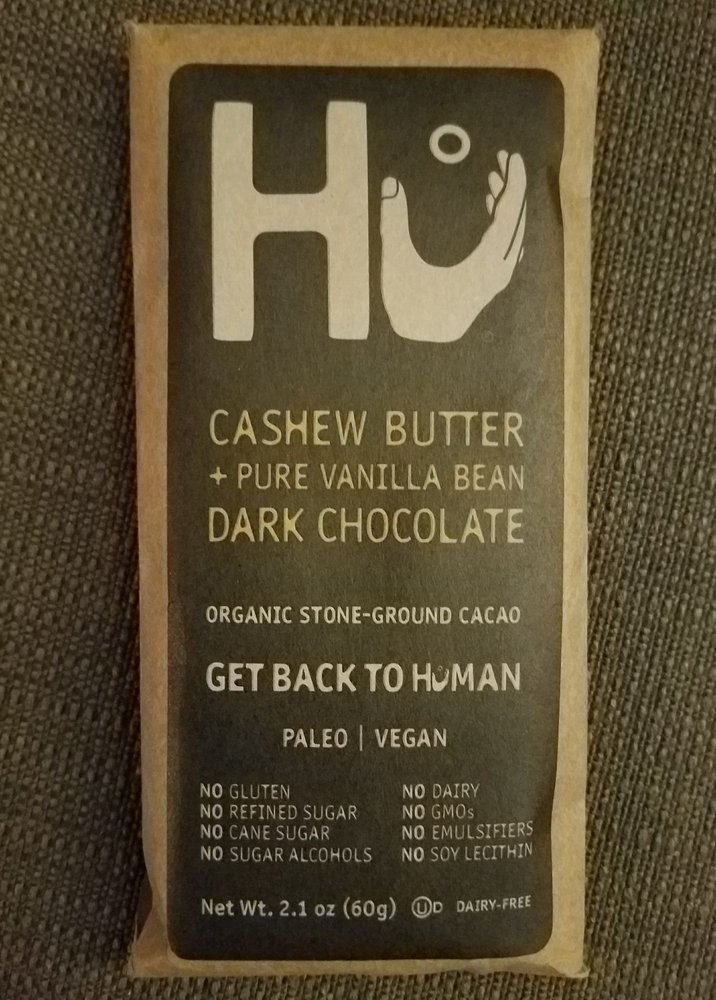 Hu
CASHEW BUTTER
+ PURE VANILLA BEAN
DARK CHOCOLATE
ORGANIC STONE-GROUND CACAO
GET BACK TO HUMAN
PALEO | VEGAN
NO GLUTEN
NO REFINED SUGAR
NO CANE SUGAR
NO SUGAR ALCOHOLS
NO DAIRY
NO GMOs
NO EMULSIFIERS
NO SOY LECITHIN
Net Wt. 2.1 oz (60g) ⓊD DAIRY-FREE